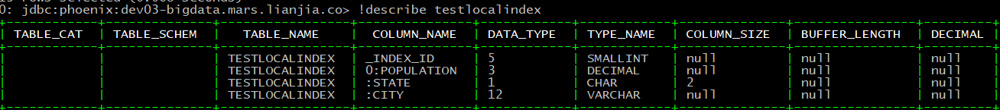 0: jdbc:phoenix:dev03-bigdata.mars.lianjia.co> !describe testlocalindex
+------------+--------------+-----------------+----------------+------------+------------+--------------+----------------+---------+
| TABLE_CAT | TABLE_SCHEM | TABLE_NAME | COLUMN_NAME | DATA_TYPE | TYPE_NAME | COLUMN_SIZE | BUFFER_LENGTH | DECIMAL |
+------------+--------------+-----------------+----------------+------------+------------+--------------+----------------+---------+
| | | TESTLOCALINDEX | _INDEX_ID | 5 | SMALLINT | null | null | null |
| | | TESTLOCALINDEX | 0:POPULATION | 3 | DECIMAL | null | null | null |
| | | TESTLOCALINDEX | :STATE | 1 | CHAR | 2 | null | null |
| | | TESTLOCALINDEX | :CITY | 12 | VARCHAR | null | null | null |
+------------+--------------+-----------------+----------------+------------+------------+--------------+----------------+---------+